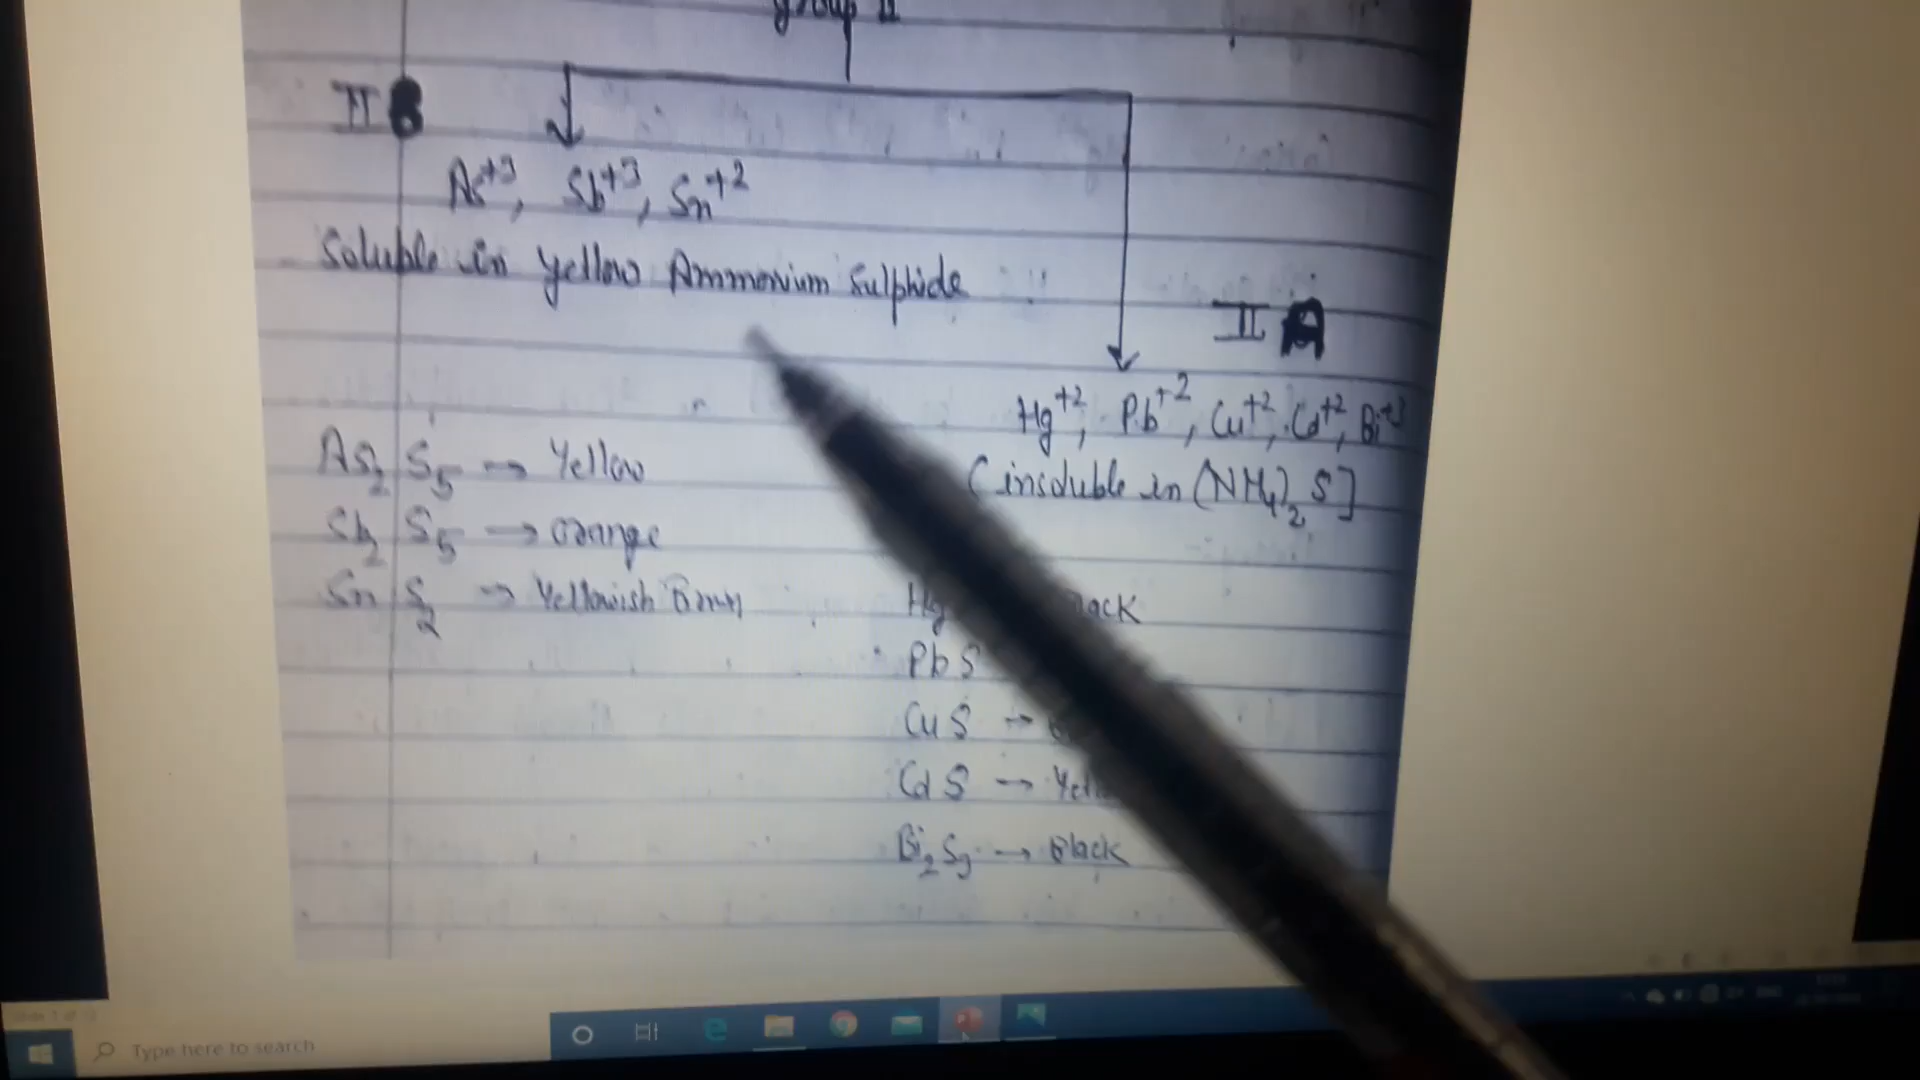 group II
II B
As+3, Sb+3, Sn+2
Soluble in yellow Ammonium Sulphide
II A
Hg+2, Pb+2, Cu+2, Cd+2, Bi+3
(insoluble in (NH4)2 S]
As2 S5 → Yellow
Sb2 S5 → orange
Sn S2 → Yellowish Brown
Hg
PbS
CuS →
CdS →
Bi2S3 → Black
Type here to search